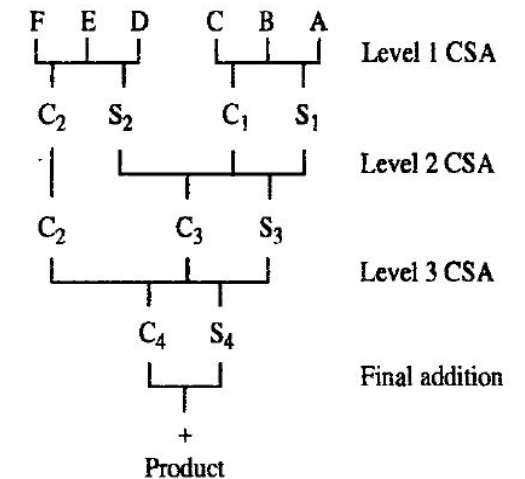 F E D C B A Level 1 CSA
C2 S2 C1 S1
Level 2 CSA
C2 C3 S3
Level 3 CSA
C4 S4
Final addition
+
Product